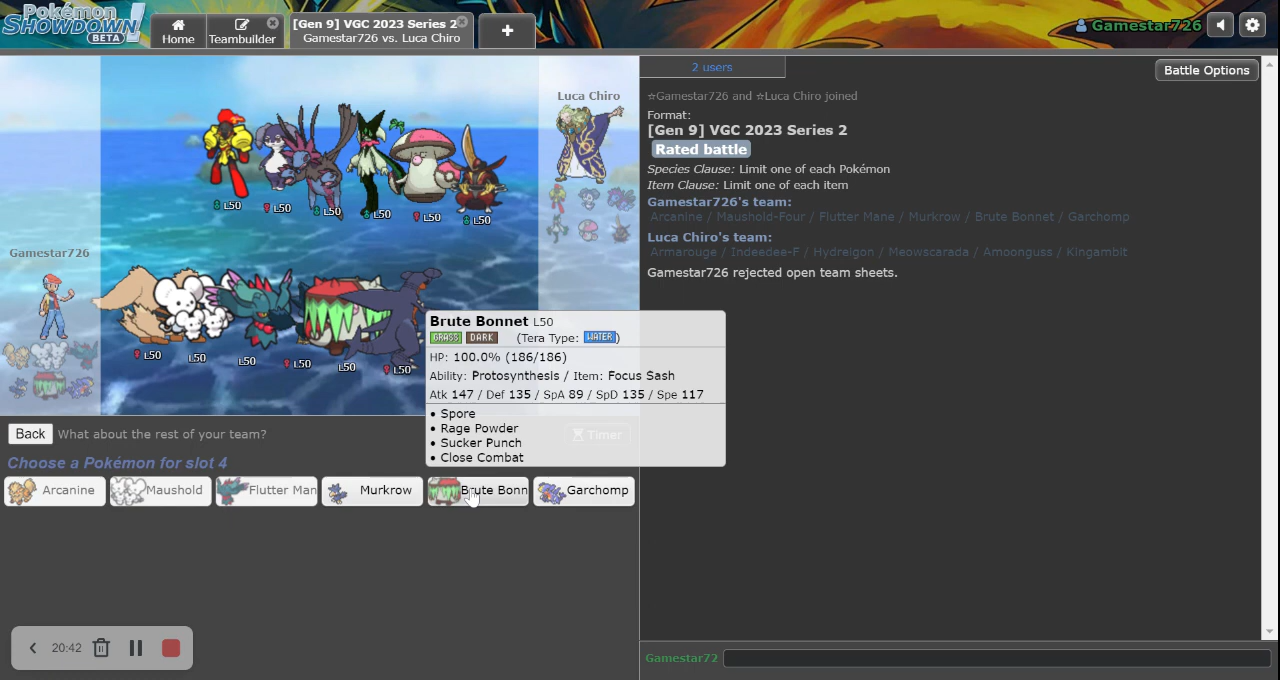 Pokémon
SHOWDOWN!
BETA
Home
Teambuilder
[Gen 9] VGC 2023 Series 2
Gamestar726 vs. Luca Chiro
+
Gamestar726
2 users
Battle Options
☆Gamestar726 and ☆Luca Chiro joined
Format:
[Gen 9] VGC 2023 Series 2
Rated battle
Species Clause: Limit one of each Pokémon
Item Clause: Limit one of each item
Gamestar726's team:
Arcanine / Maushold-Four / Flutter Mane / Murkrow / Brute Bonnet / Garchomp
Luca Chiro's team:
Armarouge / Indeedee-F / Hydreigon / Meowscarada / Amoonguss / Kingambit
Gamestar726 rejected open team sheets.
Luca Chiro
L50
L50
L50
L50
L50
L50
Gamestar726
L50
L50
L50
L50
L50
L50
Brute Bonnet L50
GRASS DARK (Tera Type: WATER)
HP: 100.0% (186/186)
Ability: Protosynthesis / Item: Focus Sash
Atk 147 / Def 135 / SpA 89 / SpD 135 / Spe 117
• Spore
• Rage Powder
• Sucker Punch
• Close Combat
Back What about the rest of your team?
Timer
Choose a Pokémon for slot 4
Arcanine
Maushold
Flutter Man
Murkrow
Brute Bonn
Garchomp
20:42
Gamestar72